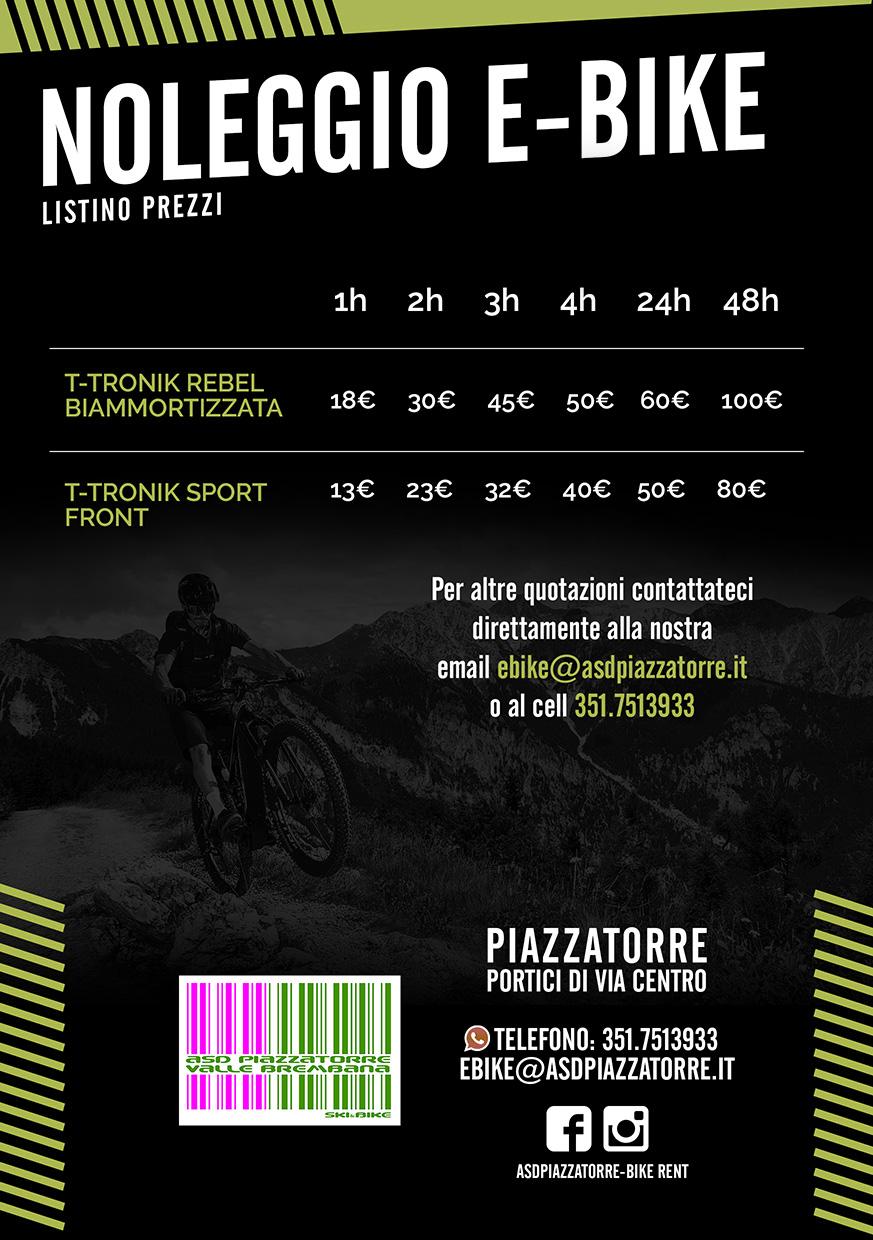 NOLEGGIO E-BIKE
LISTINO PREZZI
1h 2h 3h 4h 24h 48h
T-TRONIK REBEL
BIAMMORTIZZATA
18€ 30€ 45€ 50€ 60€ 100€
T-TRONIK SPORT
FRONT
13€ 23€ 32€ 40€ 50€ 80€
Per altre quotazioni contattateci
direttamente alla nostra
email ebike@asdpiazzatorre.it
o al cell 351.7513933
PIAZZATORRE
PORTICI DI VIA CENTRO
TELEFONO: 351.7513933
EBIKE@ASDPIAZZATORRE.IT
ASDPIAZZATORRE-BIKE RENT
ASD PIAZZATORRE
VALLE BREMBANA
SKI&BIKE